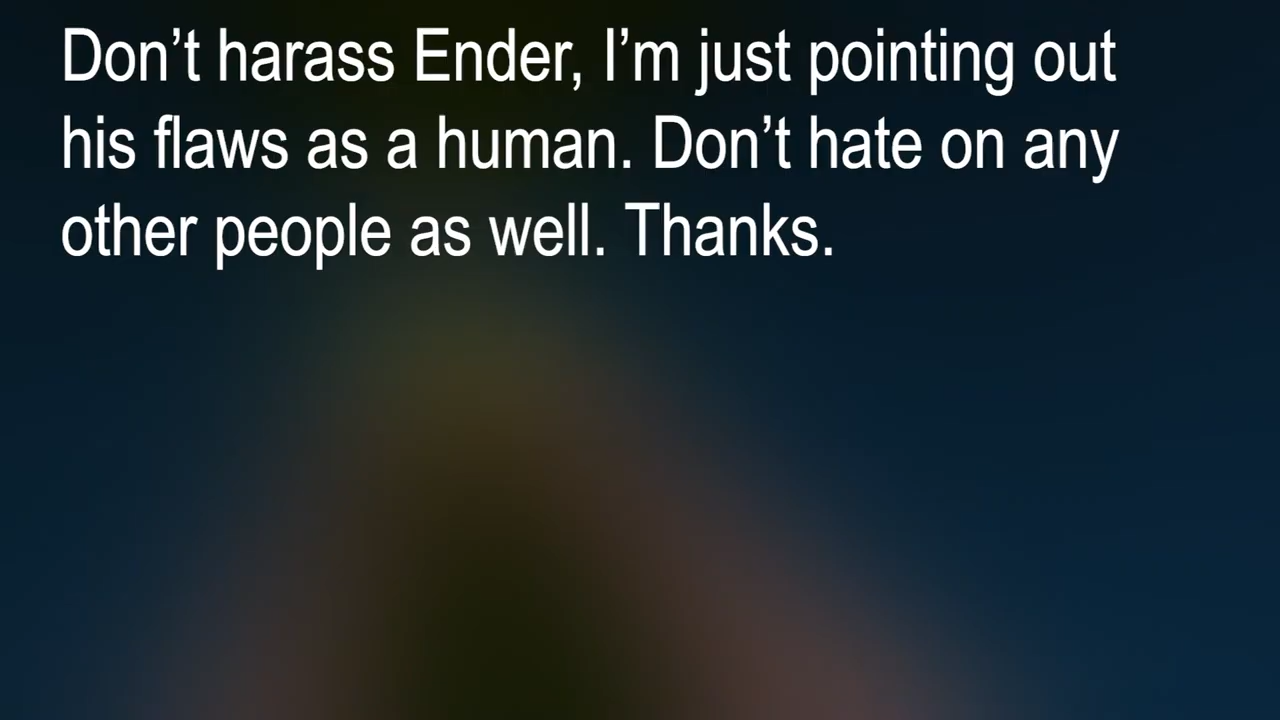 Don’t harass Ender, I’m just pointing out
his flaws as a human. Don’t hate on any
other people as well. Thanks.